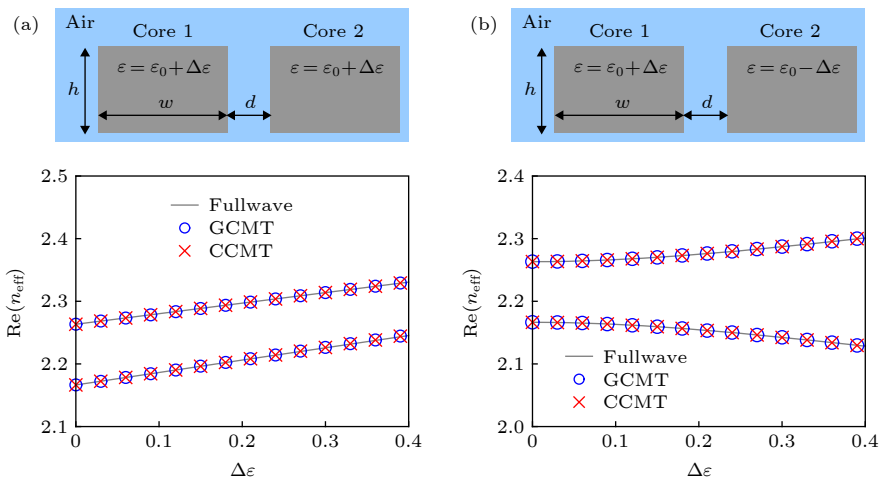 (a)
Air
Core 1
Core 2
ε = ε₀ + Δε
ε = ε₀ + Δε
h
w
d
2.5
2.4
2.3
2.2
2.1
Re(n_eff)
Fullwave
GCMT
CCMT
0
0.1
0.2
0.3
0.4
Δε
(b)
Air
Core 1
Core 2
ε = ε₀ + Δε
ε = ε₀ − Δε
h
w
d
2.4
2.3
2.2
2.1
2.0
Re(n_eff)
Fullwave
GCMT
CCMT
0
0.1
0.2
0.3
0.4
Δε